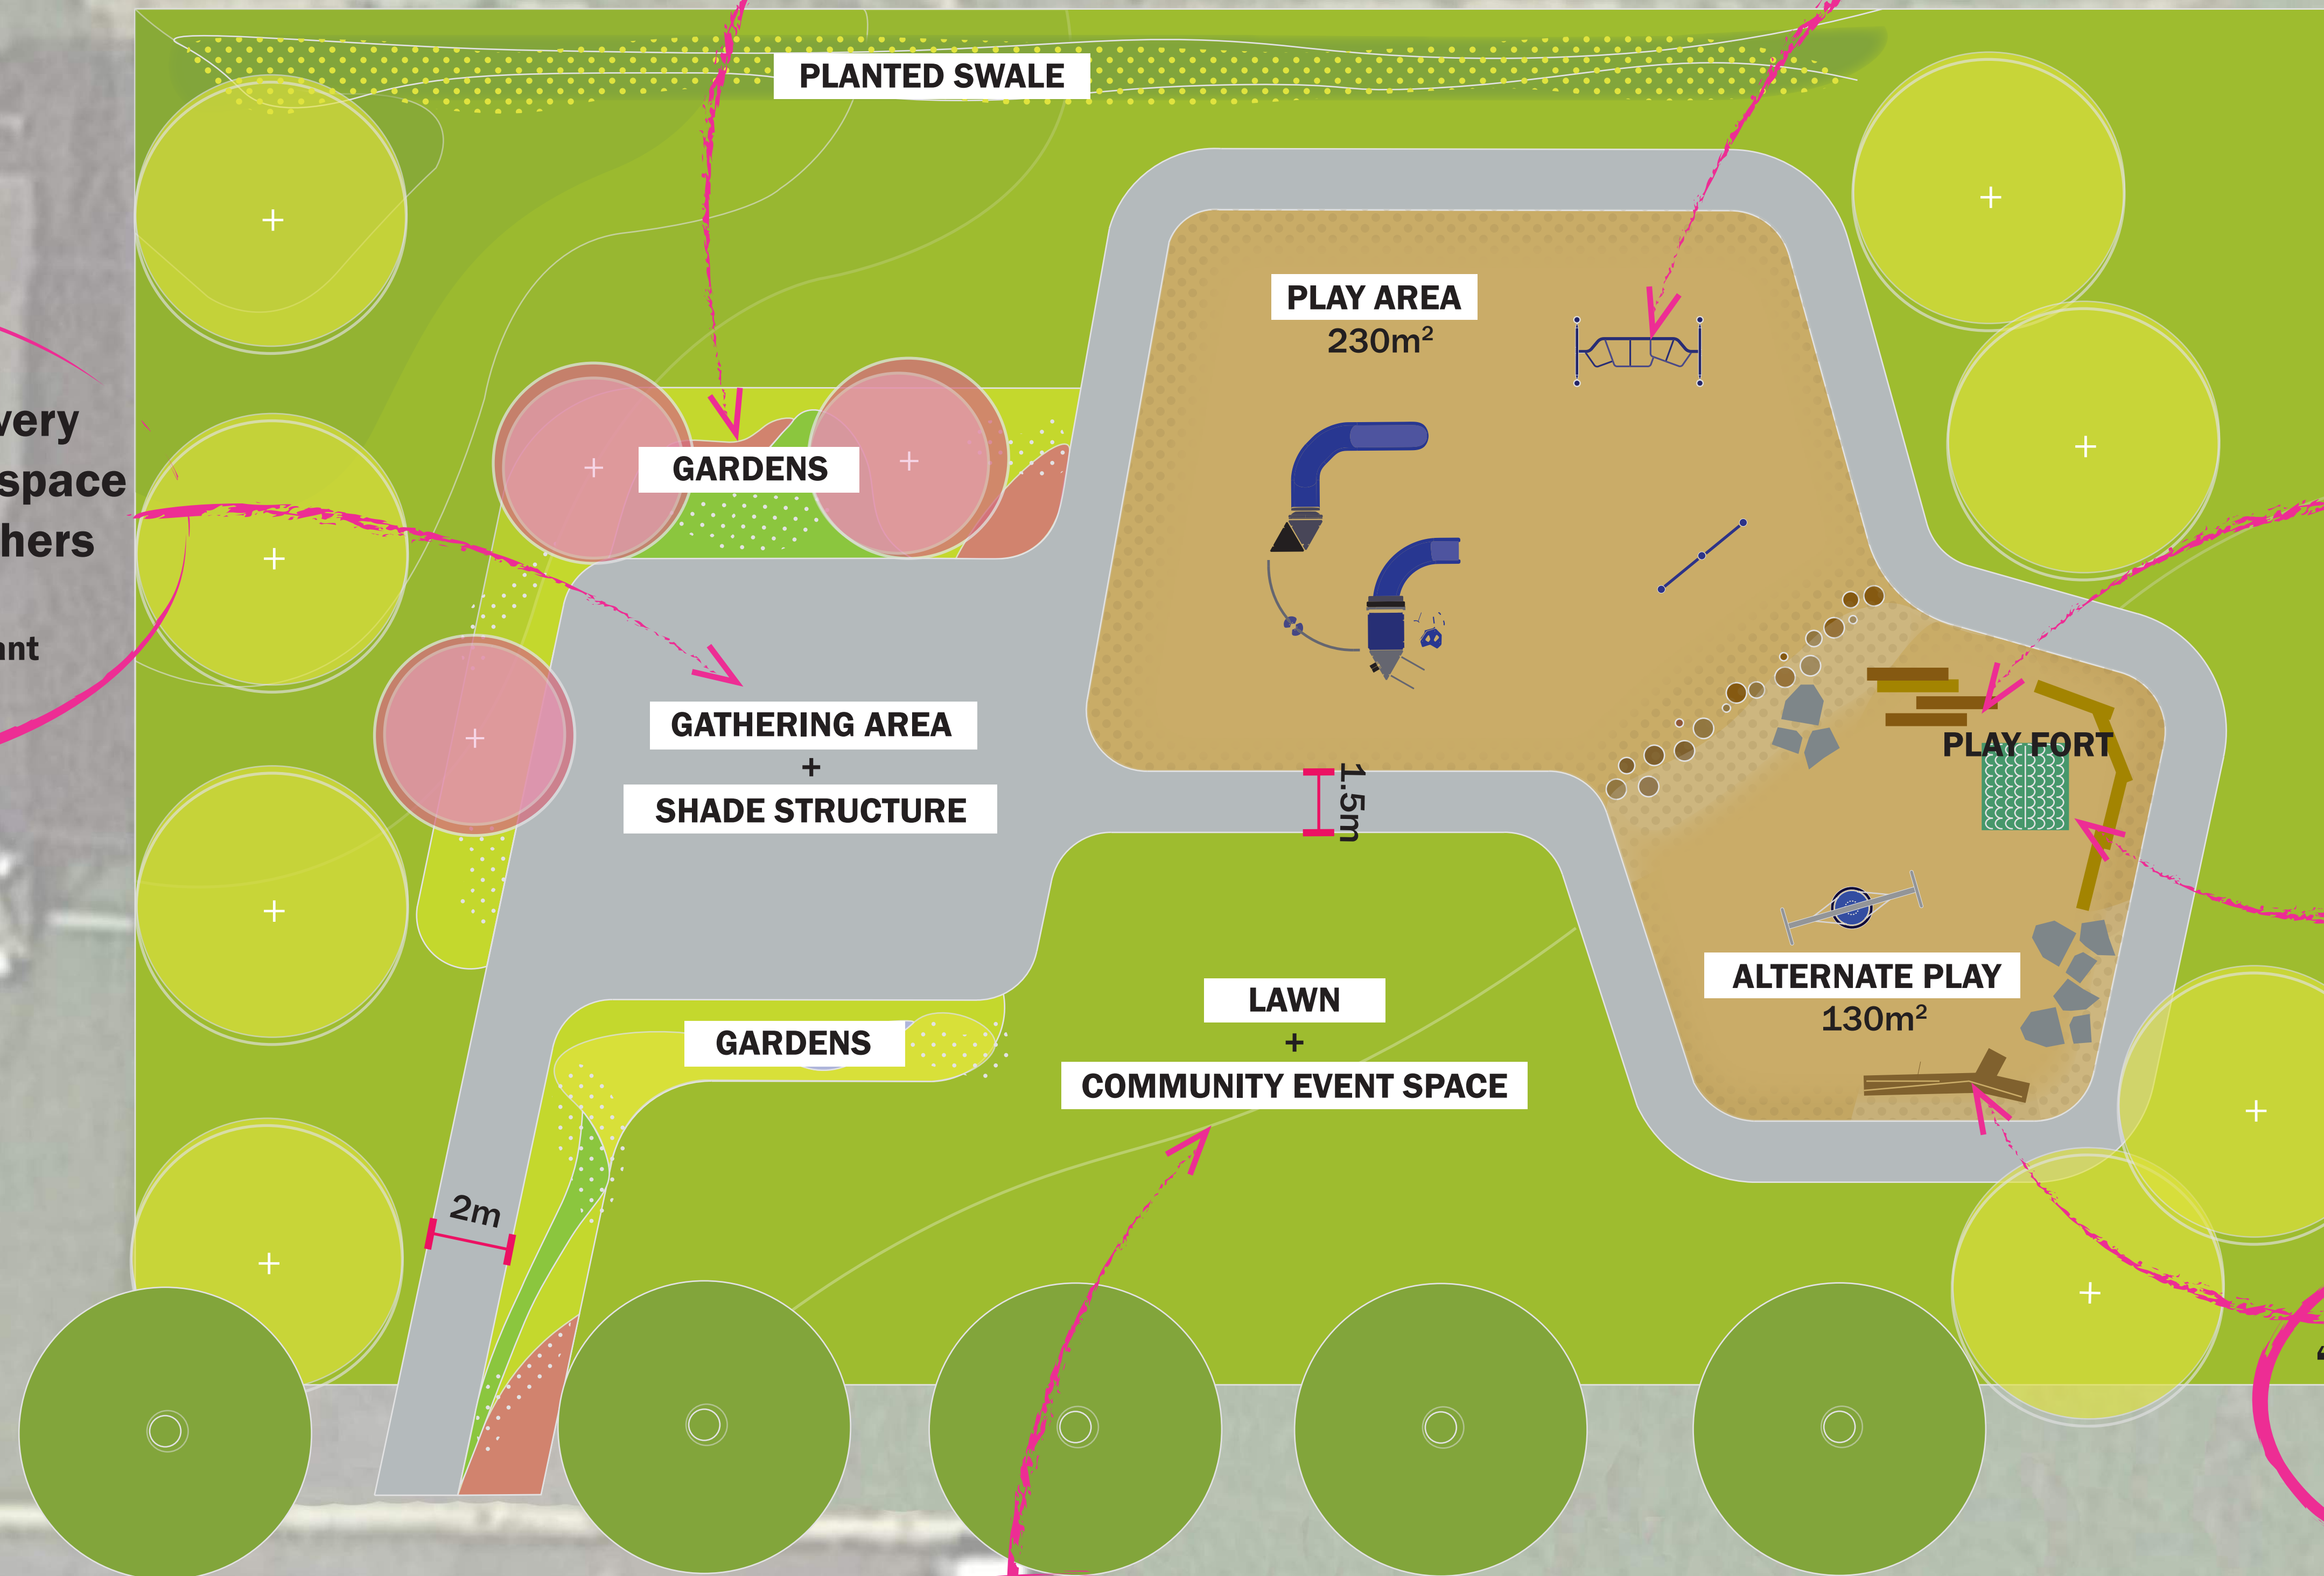 PLANTED SWALE
PLAY AREA
230m²
very
space
hers
ant
GARDENS
GATHERING AREA
+
SHADE STRUCTURE
1.5m
PLAY FORT
ALTERNATE PLAY
130m²
LAWN
+
COMMUNITY EVENT SPACE
GARDENS
2m